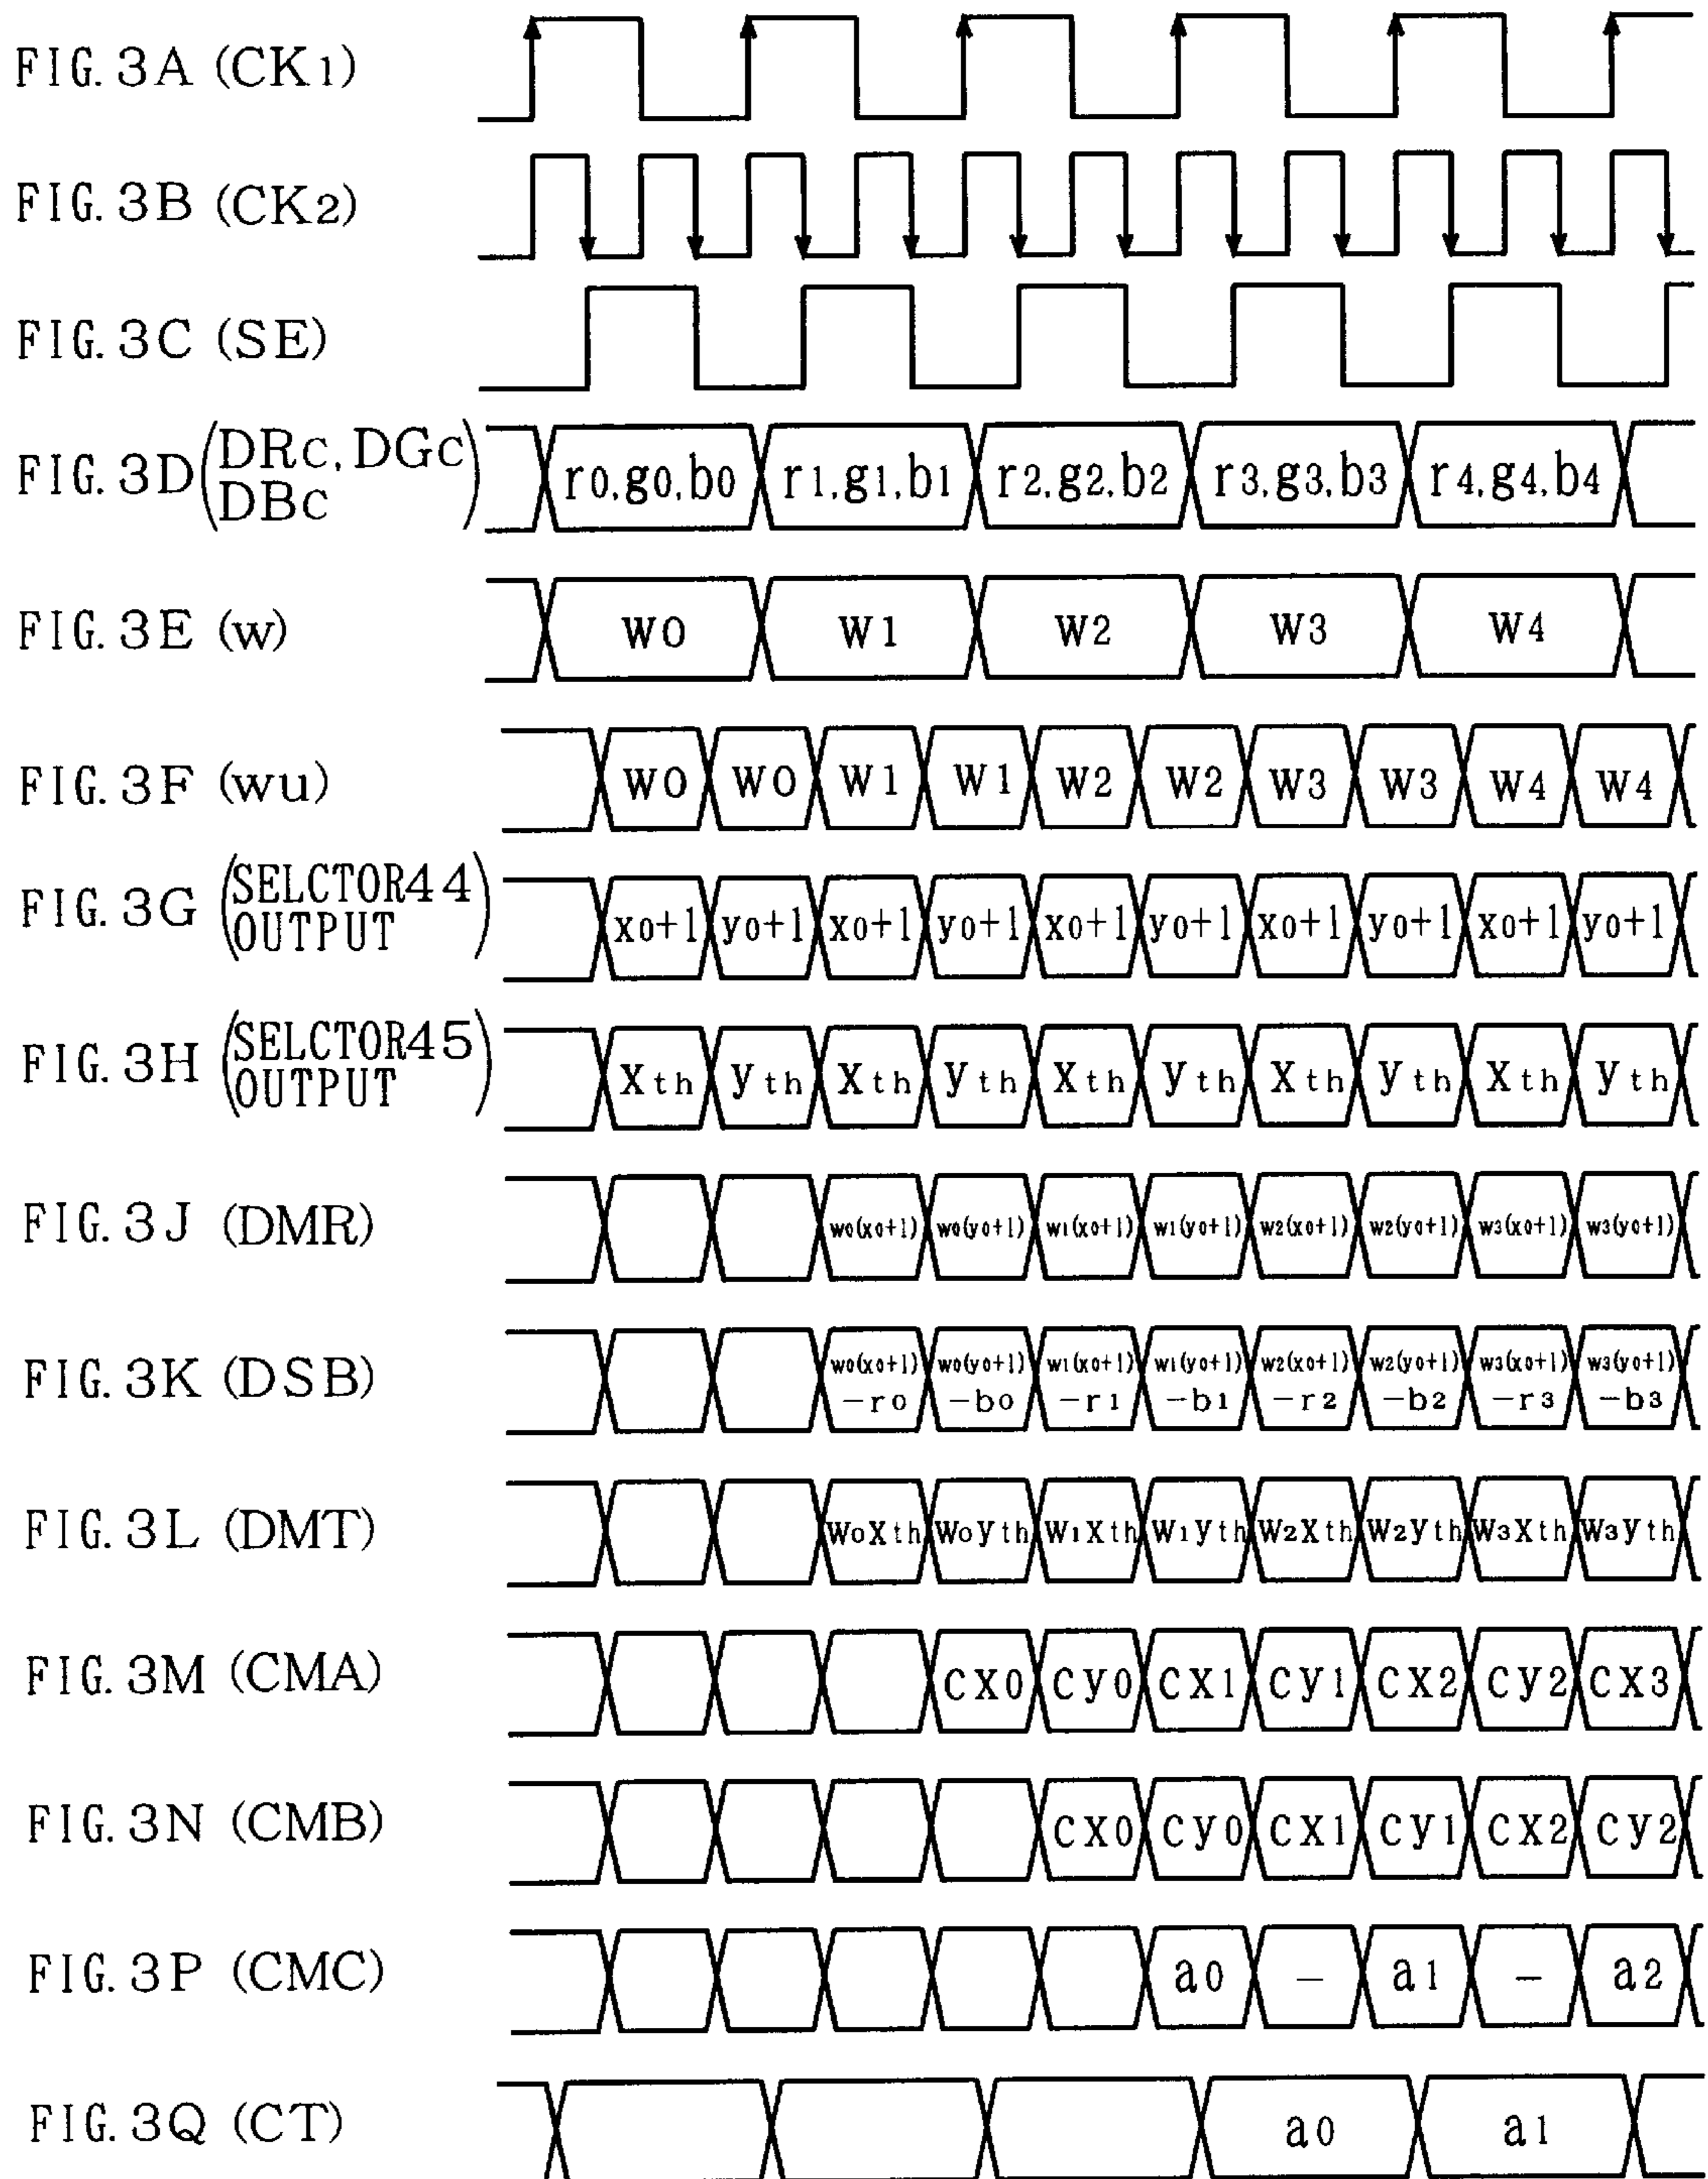 FIG. 3A (CK1)
FIG. 3B (CK2)
FIG. 3C (SE)
FIG. 3D (DRC, DGC
DBC)
r0,g0,b0 r1,g1,b1 r2,g2,b2 r3,g3,b3 r4,g4,b4
FIG. 3E (w)
W0 W1 W2 W3 W4
FIG. 3F (wu)
W0 W0 W1 W1 W2 W2 W3 W3 W4 W4
FIG. 3G (SELCTOR44
OUTPUT)
x0+1 y0+1 x0+1 y0+1 x0+1 y0+1 x0+1 y0+1 x0+1 y0+1
FIG. 3H (SELCTOR45
OUTPUT)
Xth yth Xth yth Xth yth Xth yth Xth yth
FIG. 3J (DMR)
w0(x0+1) w0(y0+1) w1(x0+1) w1(y0+1) w2(x0+1) w2(y0+1) w3(x0+1) w3(y0+1)
FIG. 3K (DSB)
w0(x0+1) w0(y0+1) w1(x0+1) w1(y0+1) w2(x0+1) w2(y0+1) w3(x0+1) w3(y0+1)
−r0 −b0 −r1 −b1 −r2 −b2 −r3 −b3
FIG. 3L (DMT)
W0Xth W0yth W1Xth W1yth W2Xth W2yth W3Xth W3yth
FIG. 3M (CMA)
CX0 Cy0 CX1 Cy1 CX2 Cy2 CX3
FIG. 3N (CMB)
CX0 Cy0 CX1 Cy1 CX2 Cy2
FIG. 3P (CMC)
a0 − a1 − a2
FIG. 3Q (CT)
a0 a1